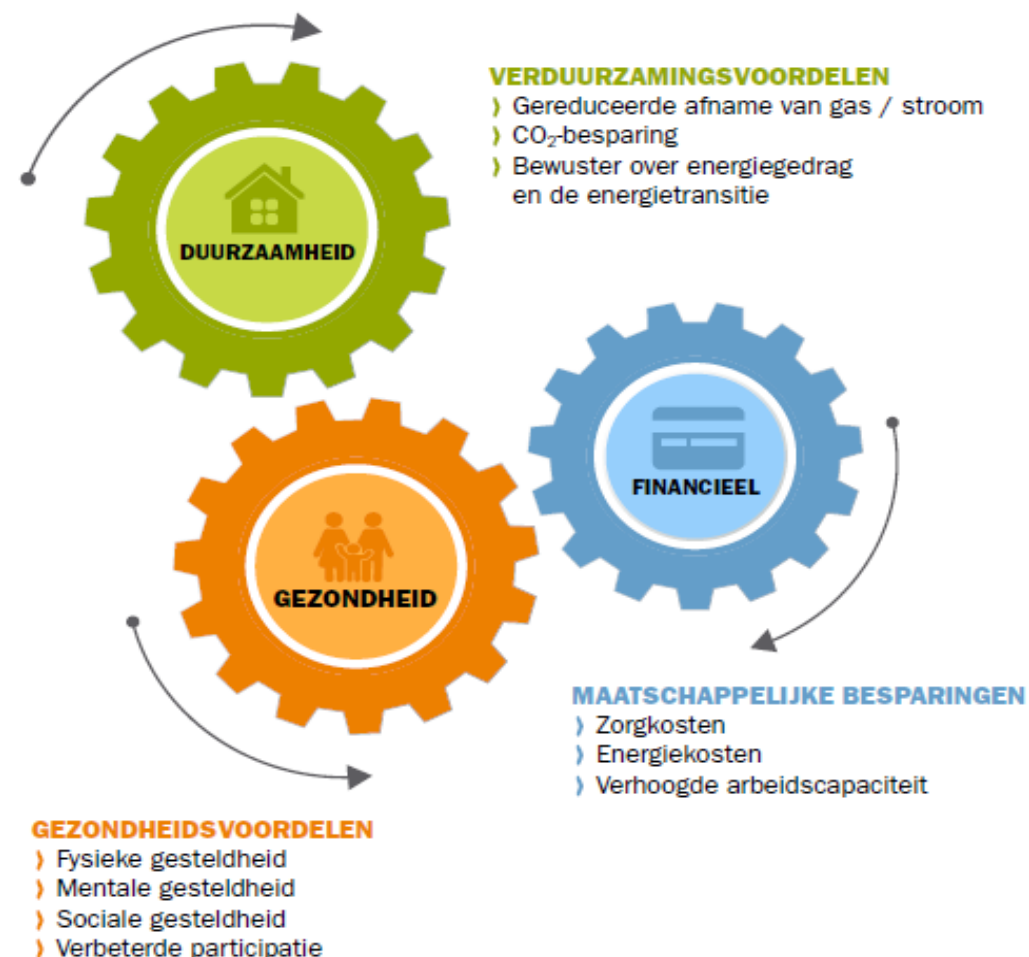 VERDUURZAMINGSVOORDELEN
⟩ Gereduceerde afname van gas / stroom
⟩ CO₂-besparing
⟩ Bewuster over energiegedrag
en de energietransitie
DUURZAAMHEID
FINANCIEEL
GEZONDHEID
MAATSCHAPPELIJKE BESPARINGEN
⟩ Zorgkosten
⟩ Energiekosten
⟩ Verhoogde arbeidscapaciteit
GEZONDHEIDSVOORDELEN
⟩ Fysieke gesteldheid
⟩ Mentale gesteldheid
⟩ Sociale gesteldheid
⟩ Verbeterde participatie